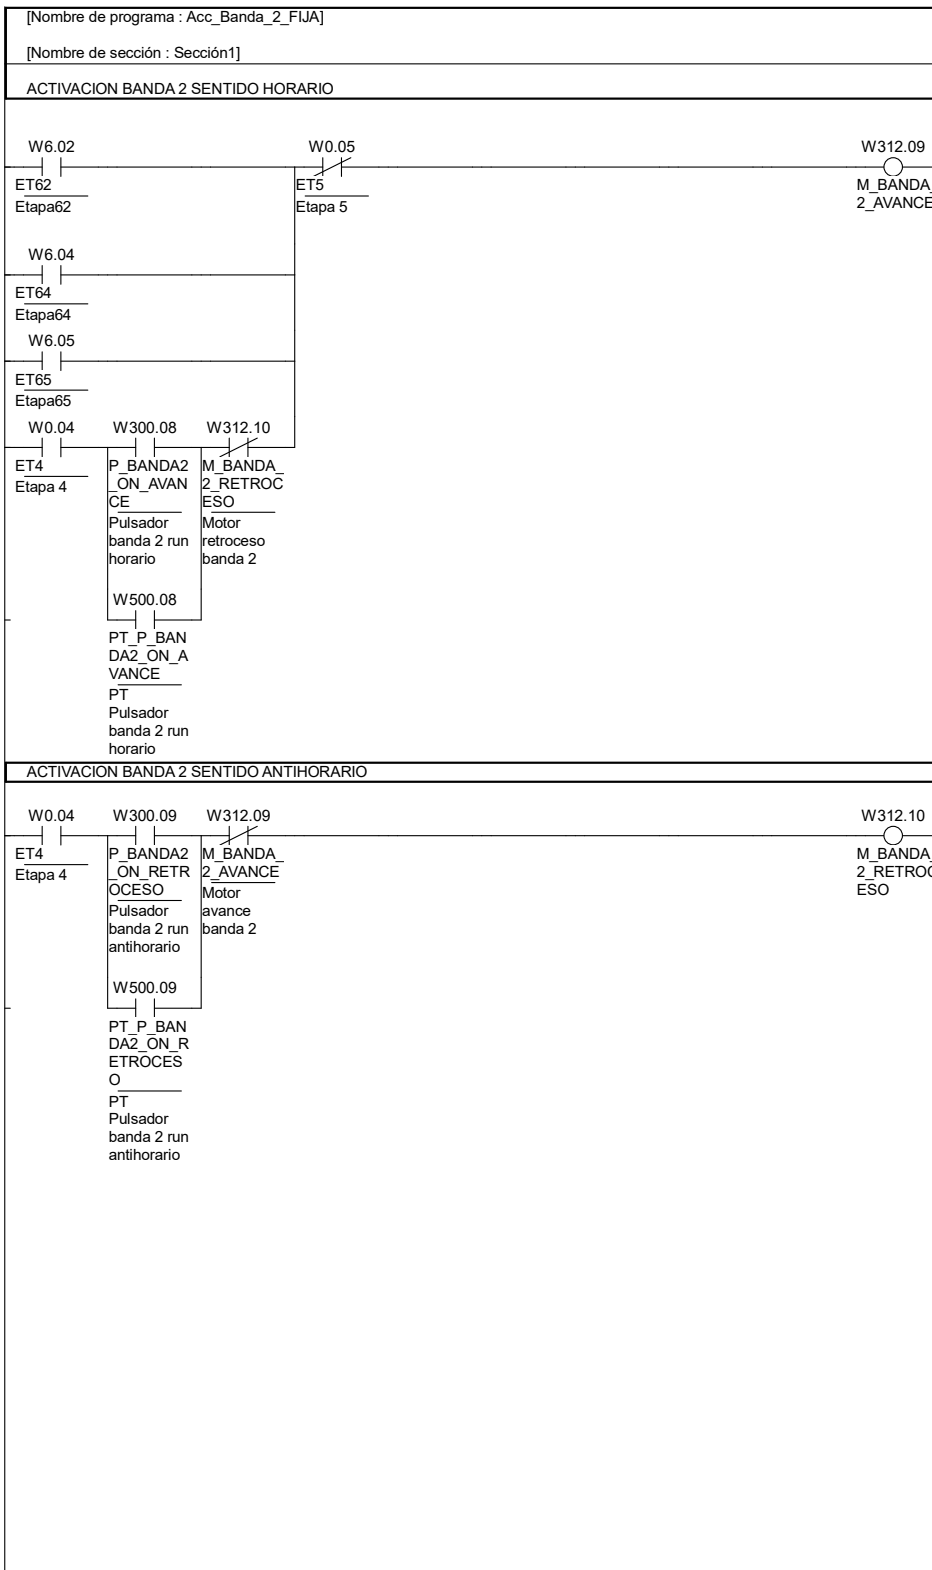 [Nombre de programa : Acc_Banda_2_FIJA]
[Nombre de sección : Sección1]
ACTIVACION BANDA 2 SENTIDO HORARIO
W6.02
W0.05
W312.09
ET62
Etapa62
ET5
Etapa 5
M_BANDA_
2_AVANCE
W6.04
ET64
Etapa64
W6.05
ET65
Etapa65
W0.04
W300.08
W312.10
ET4
Etapa 4
P_BANDA2
_ON_AVAN
CE
Pulsador
banda 2 run
horario
M_BANDA_
2_RETROC
ESO
Motor
retroceso
banda 2
W500.08
PT_P_BAN
DA2_ON_A
VANCE
PT
Pulsador
banda 2 run
horario
ACTIVACION BANDA 2 SENTIDO ANTIHORARIO
W0.04
W300.09
W312.09
W312.10
ET4
Etapa 4
P_BANDA2
_ON_RETR
OCESO
Pulsador
banda 2 run
antihorario
M_BANDA_
2_AVANCE
Motor
avance
banda 2
M_BANDA_
2_RETROC
ESO
W500.09
PT_P_BAN
DA2_ON_R
ETROCES
O
PT
Pulsador
banda 2 run
antihorario